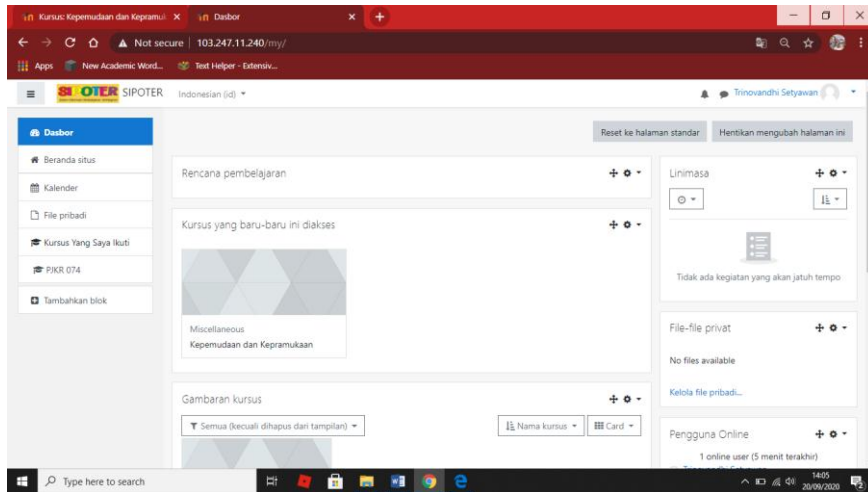 Kursus: Kepemudaan dan Kepramuk
Dasbor
Not secure
103.247.11.240/my/
Apps
New Academic Word...
Text Helper - Extensiv...
SIPOTER
SIPOTER
Indonesian (id)
Trinovandhi Setyawan
Dasbor
Beranda situs
Kalender
File pribadi
Kursus Yang Saya Ikuti
PJKR 074
Tambahkan blok
Reset ke halaman standar
Hentikan mengubah halaman ini
Rencana pembelajaran
Kursus yang baru-baru ini diakses
Miscellaneous
Kepemudaan dan Kepramukaan
Gambaran kursus
Semua (kecuali dihapus dari tampilan)
Nama kursus
Card
Linimasa
Tidak ada kegiatan yang akan jatuh tempo
File-file privat
No files available
Kelola file pribadi...
Pengguna Online
1 online user (5 menit terakhir)
Type here to search
14:05
20/09/2020